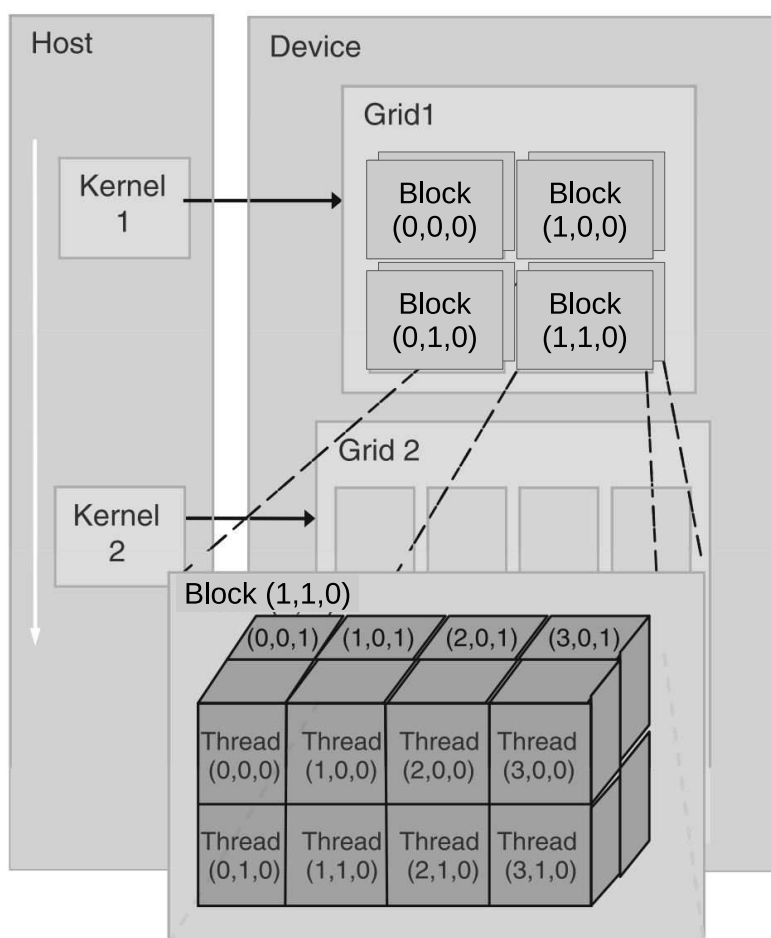 Host
Device
Grid1
Kernel
1
Block
(0,0,0)
Block
(1,0,0)
Block
(0,1,0)
Block
(1,1,0)
Grid 2
Kernel
2
Block (1,1,0)
(0,0,1)
(1,0,1)
(2,0,1)
(3,0,1)
Thread
(0,0,0)
Thread
(1,0,0)
Thread
(2,0,0)
Thread
(3,0,0)
Thread
(0,1,0)
Thread
(1,1,0)
Thread
(2,1,0)
Thread
(3,1,0)